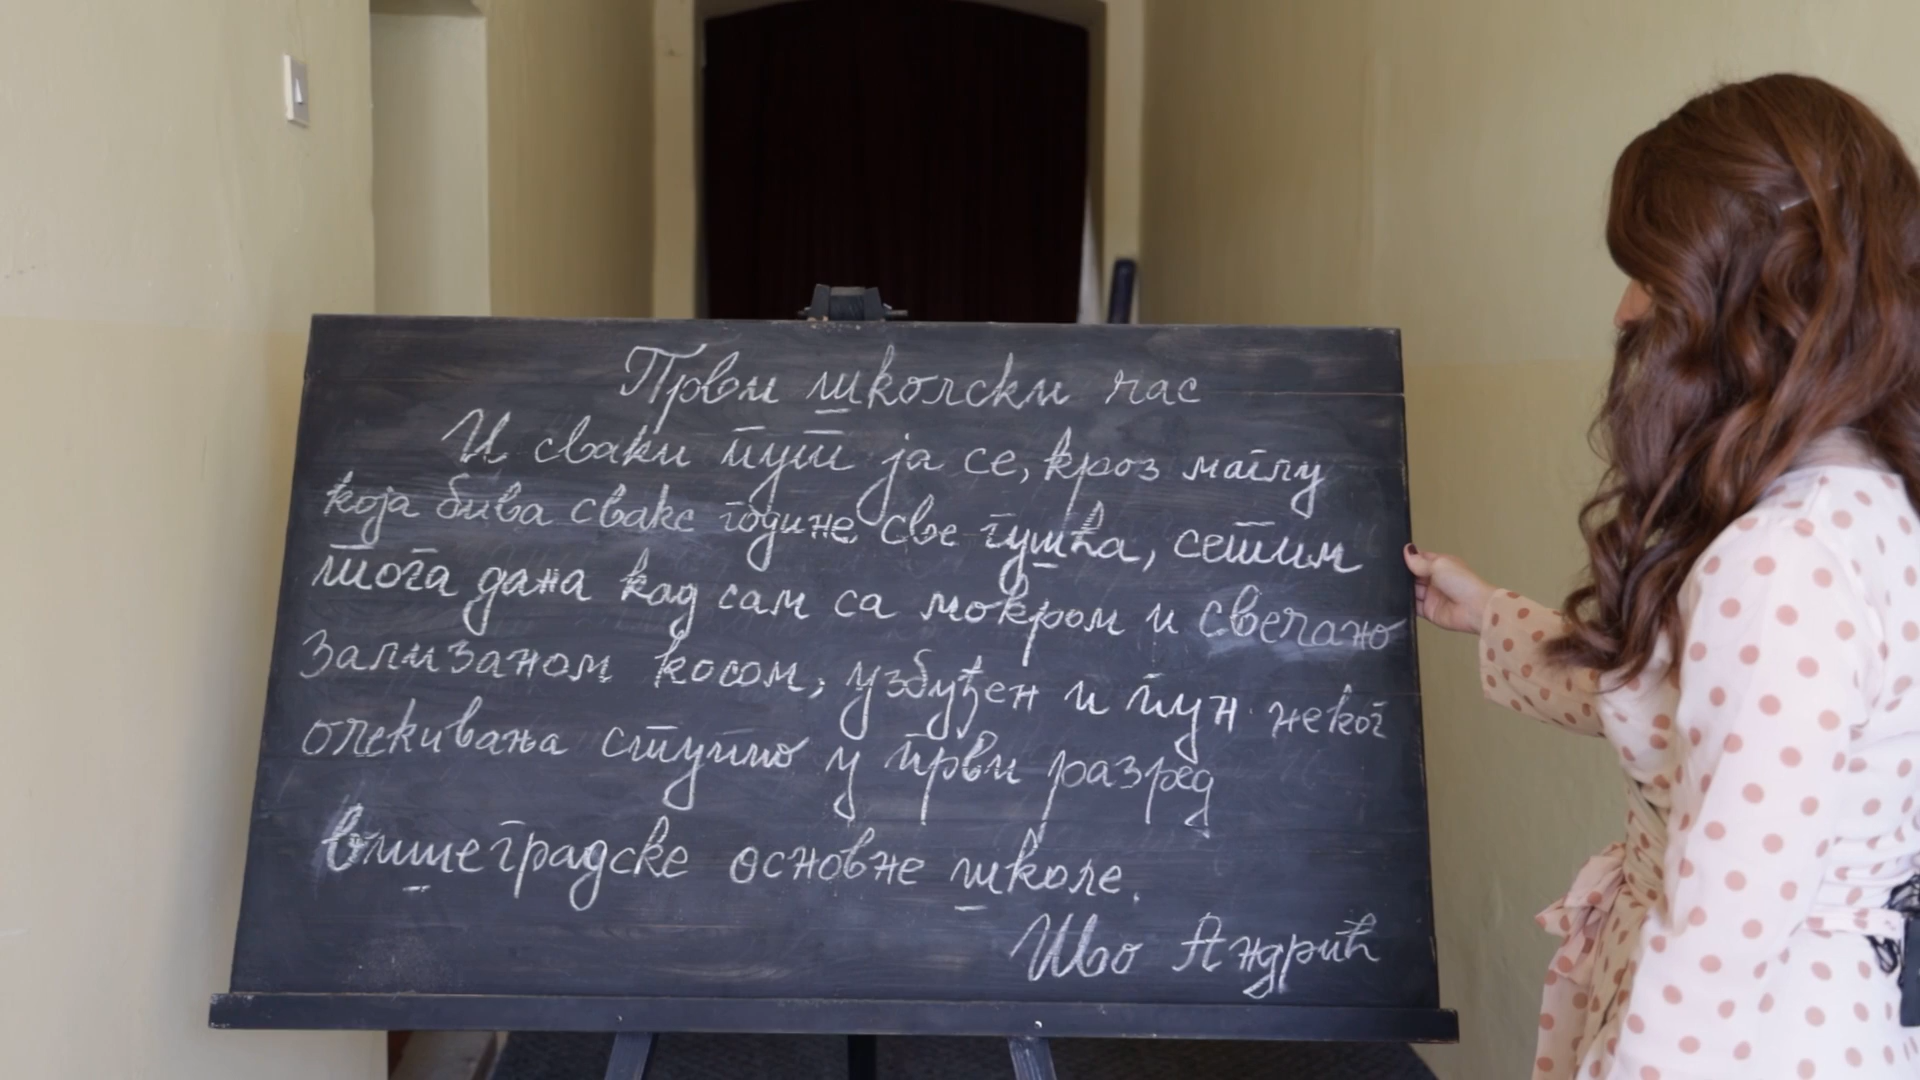 Први школски час
И сваки пут ја се, кроз маглу
која бива сваке године све гушћа, сетим
тога дана кад сам са мокром и свечано
зализаном косом, узбуђен и пун неког
очекивања ступио у први разред
вишеградске основне школе.
Иво Андрић